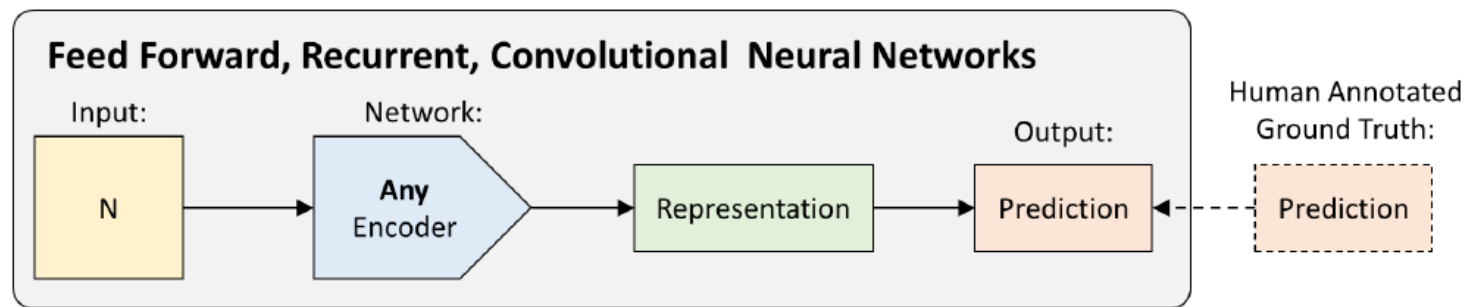 Feed Forward, Recurrent, Convolutional  Neural Networks
Input:
Network:
Output:
Human Annotated
Ground Truth:
N
Any
Encoder
Representation
Prediction
Prediction